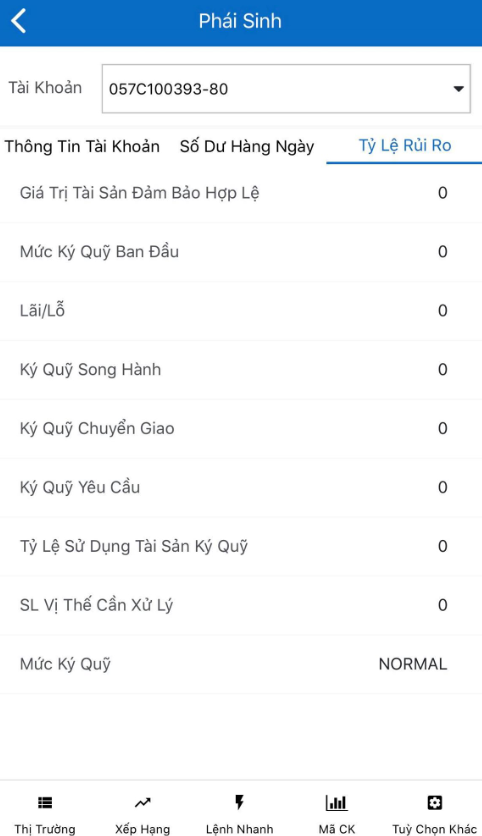 Phái Sinh
Tài Khoản 057C100393-80
Thông Tin Tài Khoản Số Dư Hàng Ngày Tỷ Lệ Rủi Ro
Giá Trị Tài Sản Đảm Bảo Hợp Lệ 0
Mức Ký Quỹ Ban Đầu 0
Lãi/Lỗ 0
Ký Quỹ Song Hành 0
Ký Quỹ Chuyển Giao 0
Ký Quỹ Yêu Cầu 0
Tỷ Lệ Sử Dụng Tài Sản Ký Quỹ 0
SL Vị Thế Cần Xử Lý 0
Mức Ký Quỹ NORMAL
Thị Trường Xếp Hạng Lệnh Nhanh Mã CK Tuỳ Chọn Khác